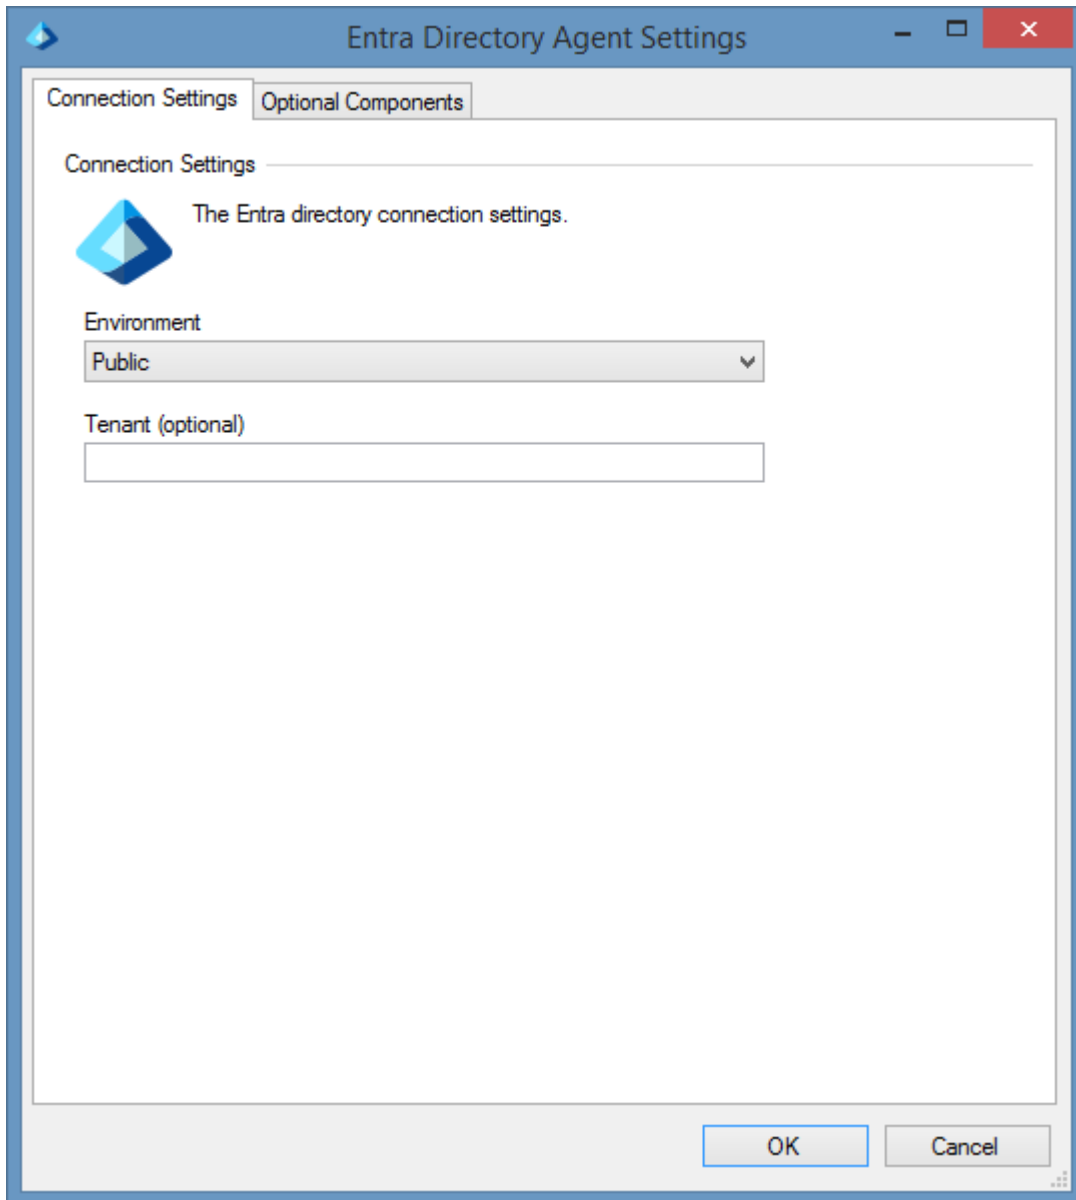 Entra Directory Agent Settings
Connection Settings
Optional Components
Connection Settings
The Entra directory connection settings.
Environment
Public
Tenant (optional)
OK
Cancel